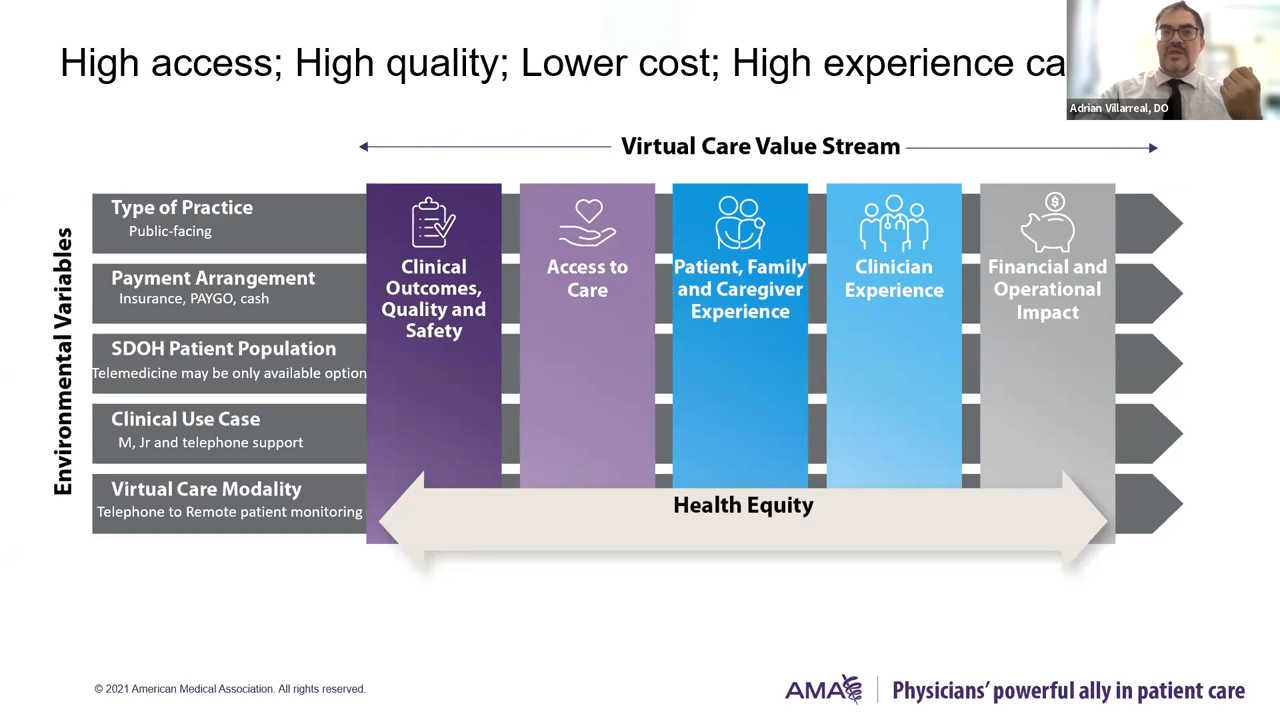 High access; High quality; Lower cost; High experience ca
Adrian Villarreal, DO
Virtual Care Value Stream
Environmental Variables
Type of Practice
Public-facing
Payment Arrangement
Insurance, PAYGO, cash
SDOH Patient Population
Telemedicine may be only available option
Clinical Use Case
M, Jr and telephone support
Virtual Care Modality
Telephone to Remote patient monitoring
Clinical
Outcomes,
Quality and
Safety
Access to
Care
Patient, Family
and Caregiver
Experience
Clinician
Experience
$
Financial and
Operational
Impact
Health Equity
© 2021 American Medical Association. All rights reserved.
AMA
Physicians’ powerful ally in patient care